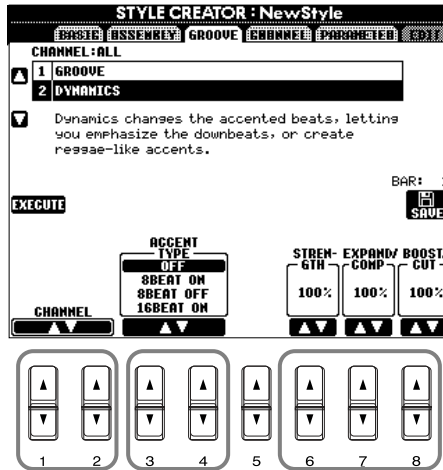 STYLE CREATOR : NewStyle
BASIC ASSEMBLY GROOVE CHANNEL PARAMETER EDIT
CHANNEL:ALL
1 GROOVE
2 DYNAMICS
Dynamics changes the accented beats, letting
you emphasize the downbeats, or create
reggae-like accents.
BAR:
EXECUTE
SAVE
ACCENT TYPE
OFF
8BEAT ON
8BEAT OFF
16BEAT ON
STREN-GTH
100%
EXPAND/COMP
100%
BOOST/CUT
100%
CHANNEL
1 2 3 4 5 6 7 8